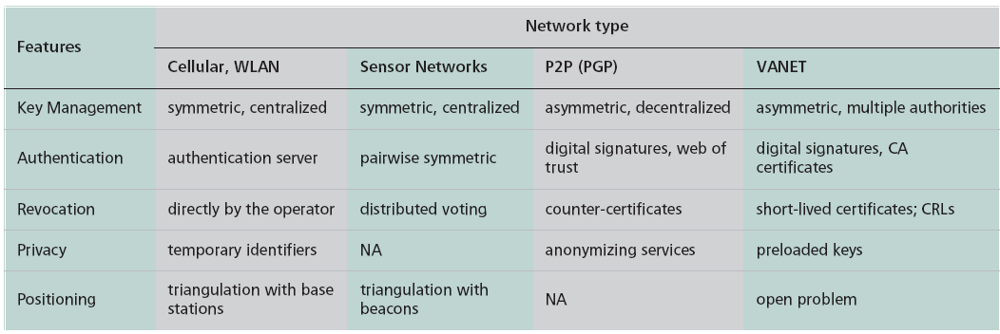 Features
Network type
Cellular, WLAN Sensor Networks P2P (PGP) VANET
Key Management symmetric, centralized symmetric, centralized asymmetric, decentralized asymmetric, multiple authorities
Authentication authentication server pairwise symmetric digital signatures, web of trust digital signatures, CA certificates
Revocation directly by the operator distributed voting counter-certificates short-lived certificates; CRLs
Privacy temporary identifiers NA anonymizing services preloaded keys
Positioning triangulation with base stations triangulation with beacons NA open problem